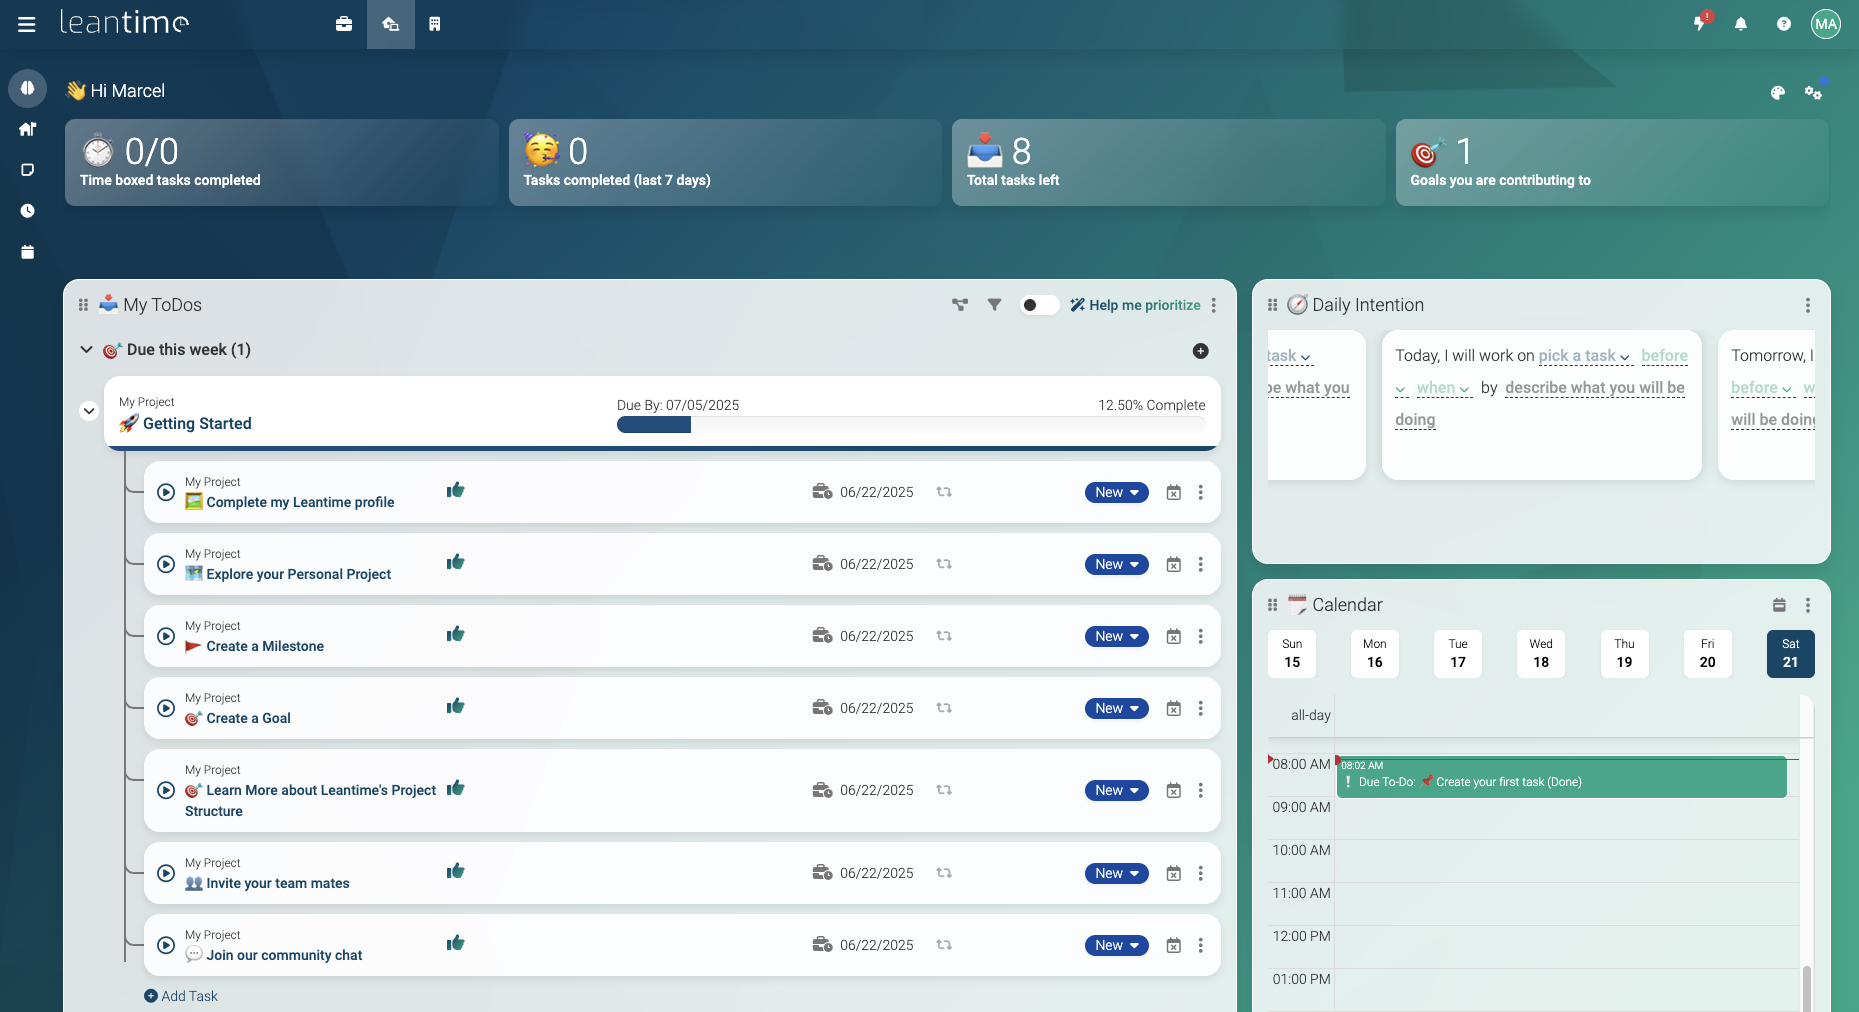 leantime
!
MA
Hi Marcel
0/0
Time boxed tasks completed
0
Tasks completed (last 7 days)
8
Total tasks left
1
Goals you are contributing to
My ToDos
Help me prioritize
Due this week (1)
My Project
Getting Started
Due By: 07/05/2025
12.50% Complete
My Project
Complete my Leantime profile
06/22/2025
New
My Project
Explore your Personal Project
06/22/2025
New
My Project
Create a Milestone
06/22/2025
New
My Project
Create a Goal
06/22/2025
New
My Project
Learn More about Leantime's Project
Structure
06/22/2025
New
My Project
Invite your team mates
06/22/2025
New
My Project
Join our community chat
06/22/2025
New
Add Task
Daily Intention
task
be what you
Today, I will work on pick a task before
when by describe what you will be
doing
Tomorrow, I
before w
will be doing
Calendar
Sun
15
Mon
16
Tue
17
Wed
18
Thu
19
Fri
20
Sat
21
all-day
08:00 AM
08:02 AM
! Due To-Do: Create your first task (Done)
09:00 AM
10:00 AM
11:00 AM
12:00 PM
01:00 PM